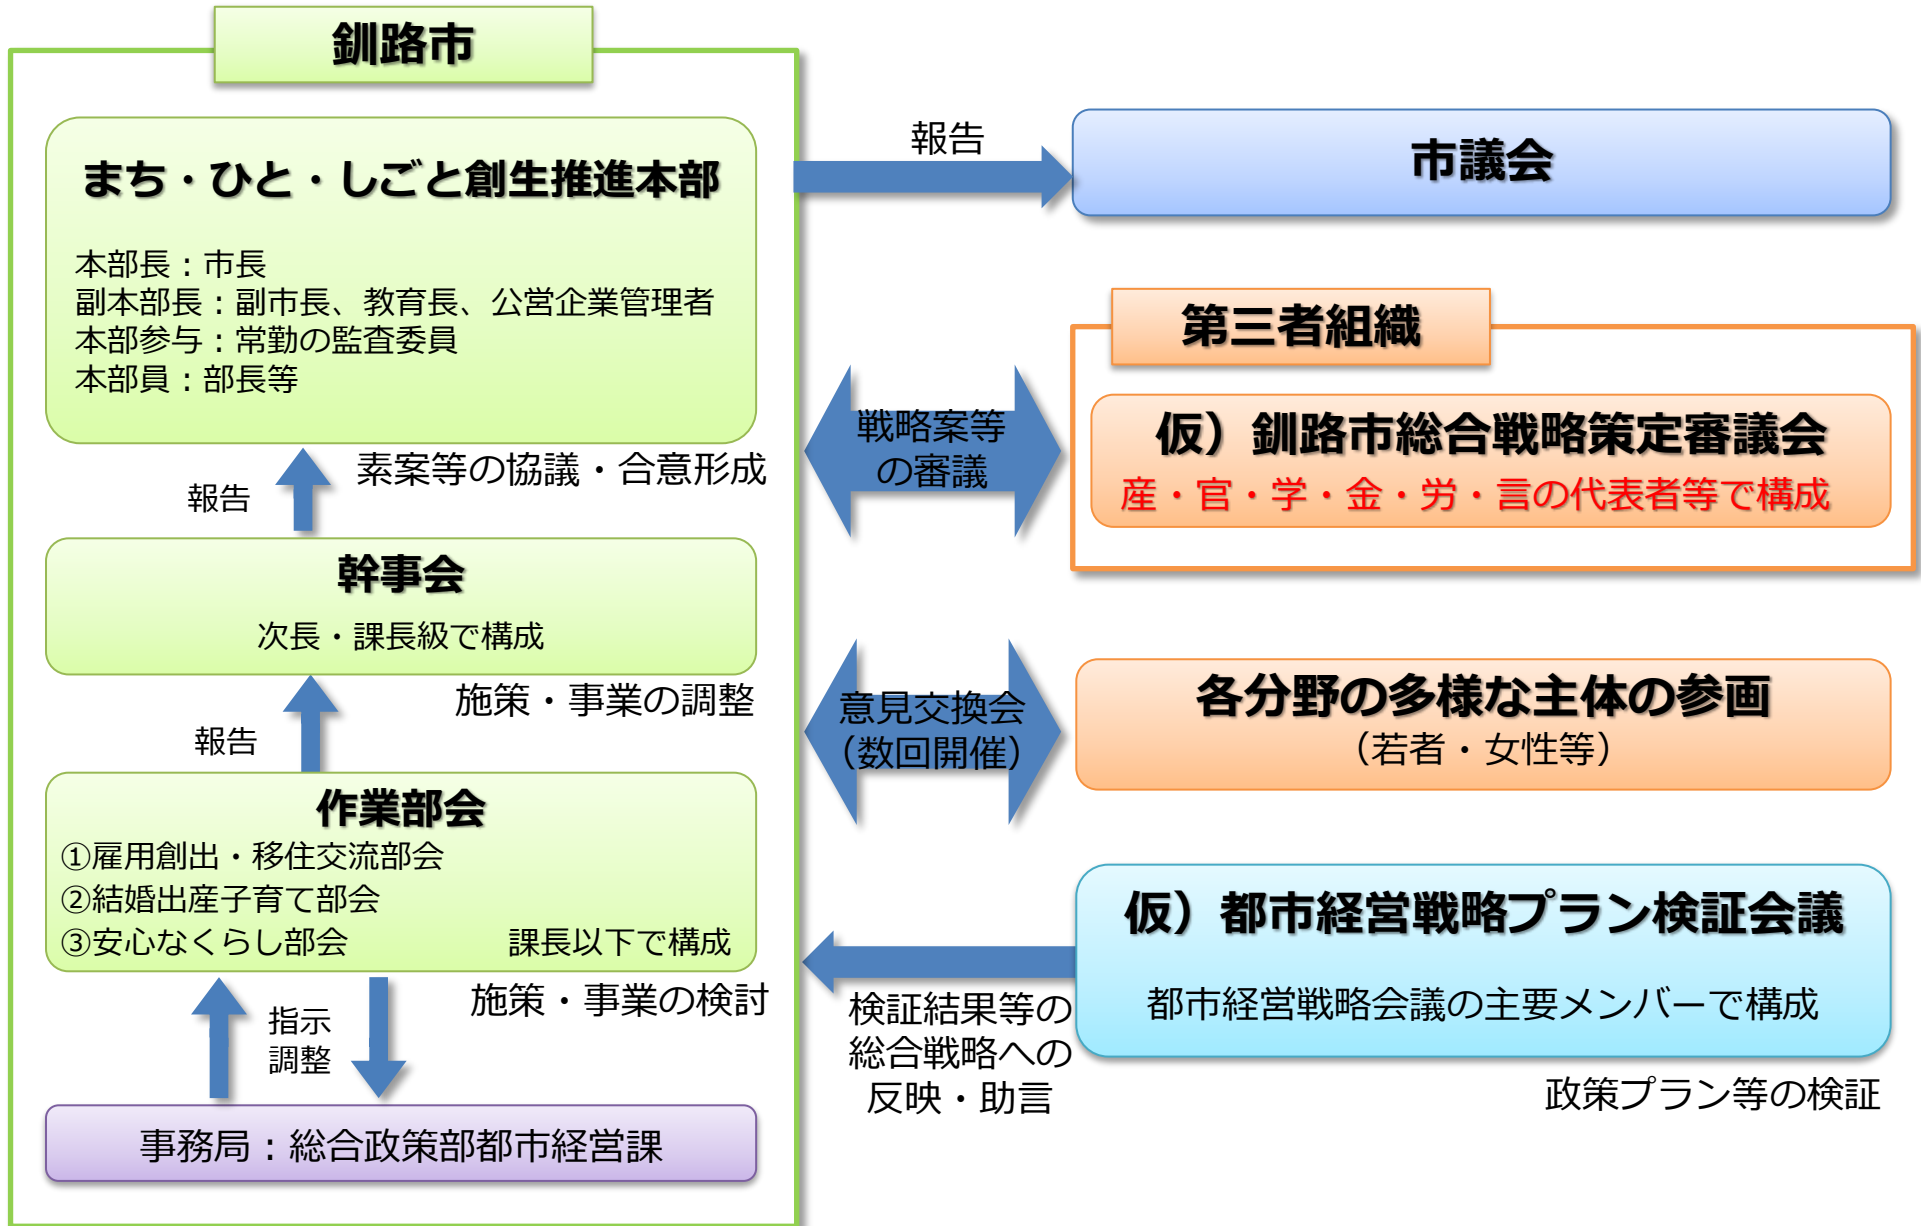 釧路市
まち・ひと・しごと創生推進本部
本部長：市長
副本部長：副市長、教育長、公営企業管理者
本部参与：常勤の監査委員
本部員：部長等
素案等の協議・合意形成
報告
幹事会
次長・課長級で構成
施策・事業の調整
報告
作業部会
①雇用創出・移住交流部会
②結婚出産子育て部会
③安心なくらし部会　課長以下で構成
施策・事業の検討
指示
調整
事務局：総合政策部都市経営課
報告
市議会
第三者組織
戦略案等
の審議
仮）釧路市総合戦略策定審議会
産・官・学・金・労・言の代表者等で構成
意見交換会
（数回開催）
各分野の多様な主体の参画
（若者・女性等）
仮）都市経営戦略プラン検証会議
都市経営戦略会議の主要メンバーで構成
検証結果等の
総合戦略への
反映・助言
政策プラン等の検証